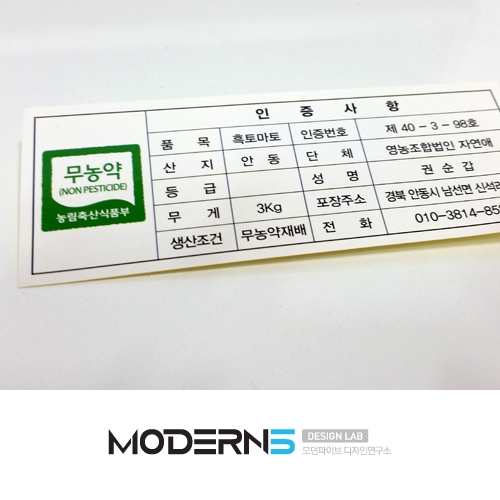 인 증 사 항
무농약
(NON PESTICIDE)
농림축산식품부
품 목 흑토마토 인증번호 제 40 - 3 - 98호
산 지 안 동 단 체 영농조합법인 자연애
등 급 성 명 권 순 갑
무 게 3Kg 포장주소 경북 안동시 남선면
생산조건 무농약재배 전 화 010-3814-85
MODERN5 DESIGN LAB
모던파이브 디자인연구소